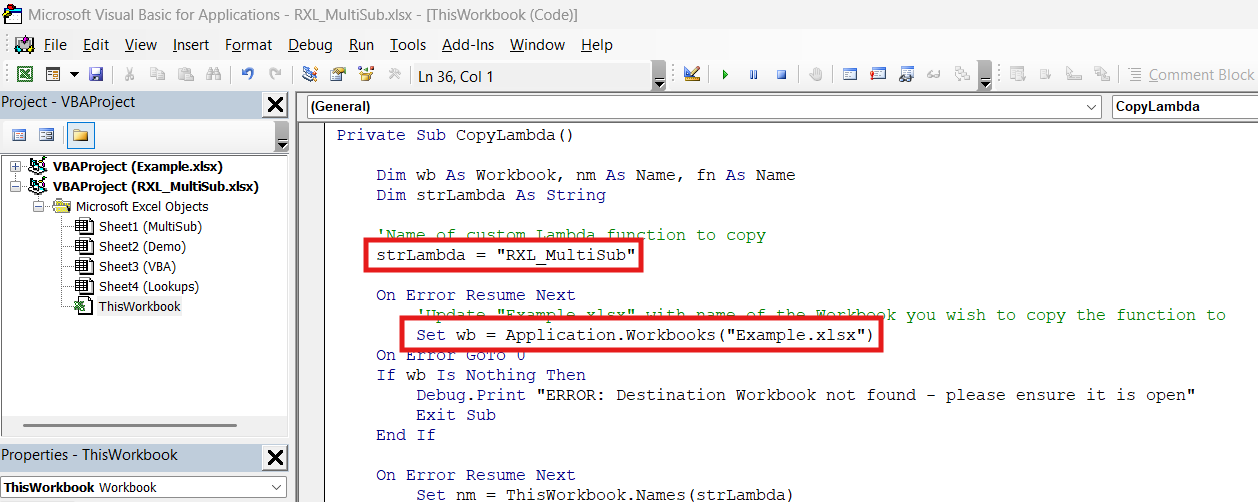 Microsoft Visual Basic for Applications - RXL_MultiSub.xlsx - [ThisWorkbook (Code)]
File Edit View Insert Format Debug Run Tools Add-Ins Window Help
Ln 36, Col 1
Comment Block
Project - VBAProject
VBAProject (Example.xlsx)
VBAProject (RXL_MultiSub.xlsx)
Microsoft Excel Objects
Sheet1 (MultiSub)
Sheet2 (Demo)
Sheet3 (VBA)
Sheet4 (Lookups)
ThisWorkbook
Properties - ThisWorkbook
ThisWorkbook Workbook
(General)
CopyLambda
Private Sub CopyLambda()
Dim wb As Workbook, nm As Name, fn As Name
Dim strLambda As String
'Name of custom Lambda function to copy
strLambda = "RXL_MultiSub"
On Error Resume Next
'Update "Example.xlsx" with name of the Workbook you wish to copy the function to
Set wb = Application.Workbooks("Example.xlsx")
On Error GoTo 0
If wb Is Nothing Then
Debug.Print "ERROR: Destination Workbook not found - please ensure it is open"
Exit Sub
End If
On Error Resume Next
Set nm = ThisWorkbook.Names(strLambda)